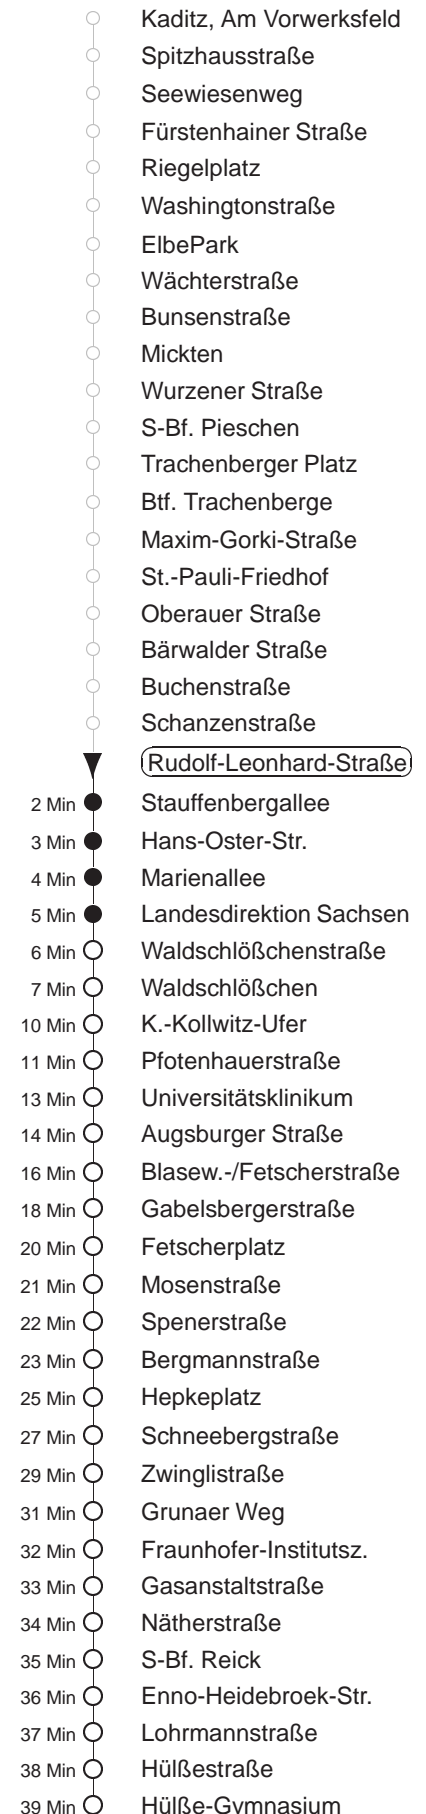 Kaditz, Am Vorwerksfeld
Spitzhausstraße
Seewiesenweg
Fürstenhainer Straße
Riegelplatz
Washingtonstraße
ElbePark
Wächterstraße
Bunsenstraße
Mickten
Wurzener Straße
S-Bf. Pieschen
Trachenberger Platz
Btf. Trachenberge
Maxim-Gorki-Straße
St.-Pauli-Friedhof
Oberauer Straße
Bärwalder Straße
Buchenstraße
Schanzenstraße
Rudolf-Leonhard-Straße
2 Min Stauffenbergallee
3 Min Hans-Oster-Str.
4 Min Marienallee
5 Min Landesdirektion Sachsen
6 Min Waldschlößchenstraße
7 Min Waldschlößchen
10 Min K.-Kollwitz-Ufer
11 Min Pfotenhauerstraße
13 Min Universitätsklinikum
14 Min Augsburger Straße
16 Min Blasew.-/Fetscherstraße
18 Min Gabelsbergerstraße
20 Min Fetscherplatz
21 Min Mosenstraße
22 Min Spenerstraße
23 Min Bergmannstraße
25 Min Hepkeplatz
27 Min Schneebergstraße
29 Min Zwinglistraße
31 Min Grunaer Weg
32 Min Fraunhofer-Institutsz.
33 Min Gasanstaltstraße
34 Min Nätherstraße
35 Min S-Bf. Reick
36 Min Enno-Heidebroek-Str.
37 Min Lohrmannstraße
38 Min Hülßestraße
39 Min Hülße-Gymnasium